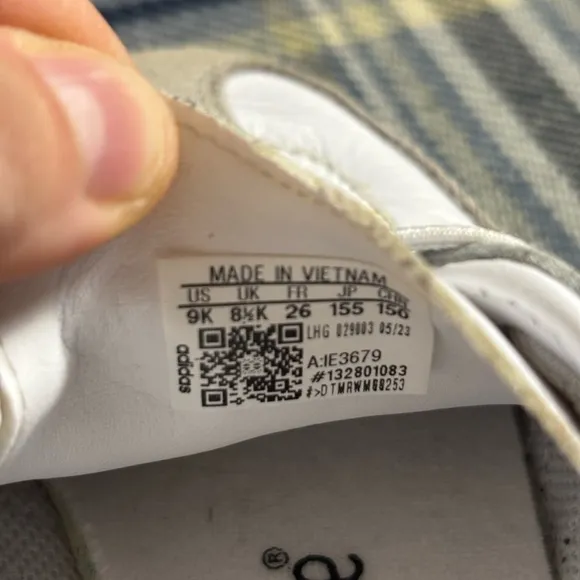 MADE IN VIETNAM
US UK FR JP CHN
9K 8½K 26 155 150
LHG 029003 05/23
adidas
A:IE3679
#132801083
#>DTMRWM68253
® a